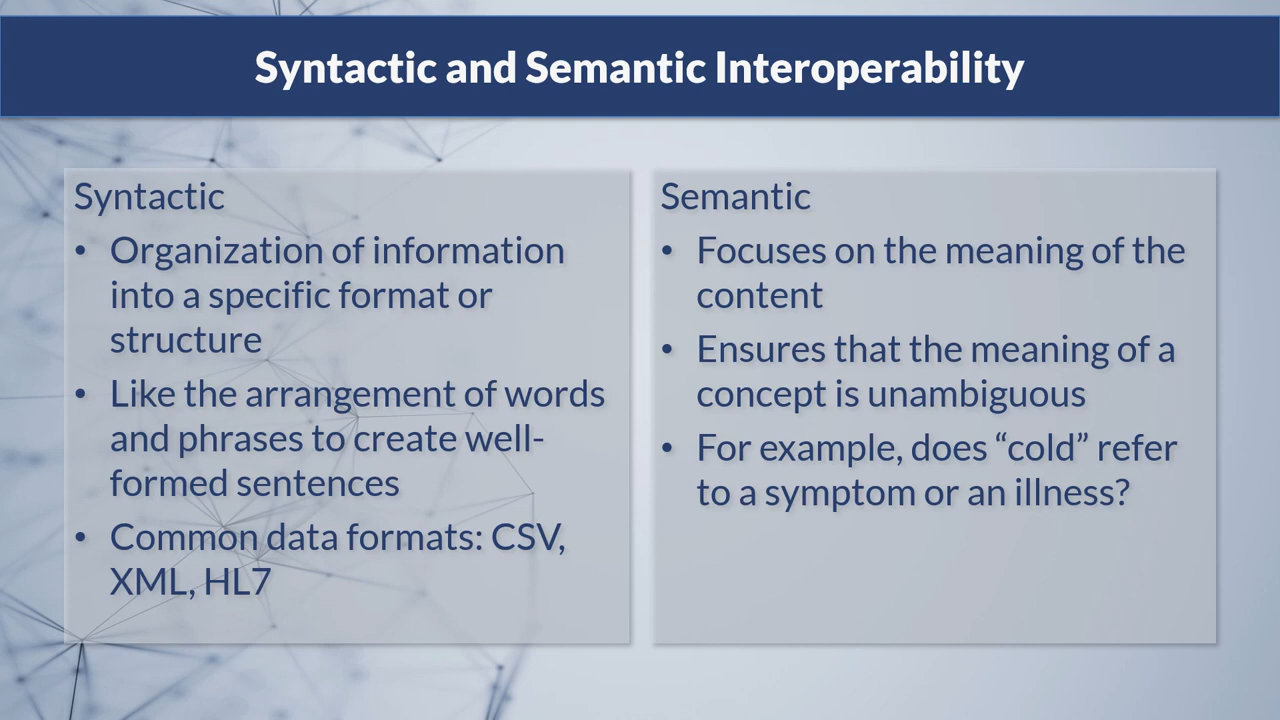 Syntactic and Semantic Interoperability
Syntactic
• Organization of information
into a specific format or
structure
• Like the arrangement of words
and phrases to create well-
formed sentences
• Common data formats: CSV,
XML, HL7
Semantic
• Focuses on the meaning of the
content
• Ensures that the meaning of a
concept is unambiguous
• For example, does “cold” refer
to a symptom or an illness?